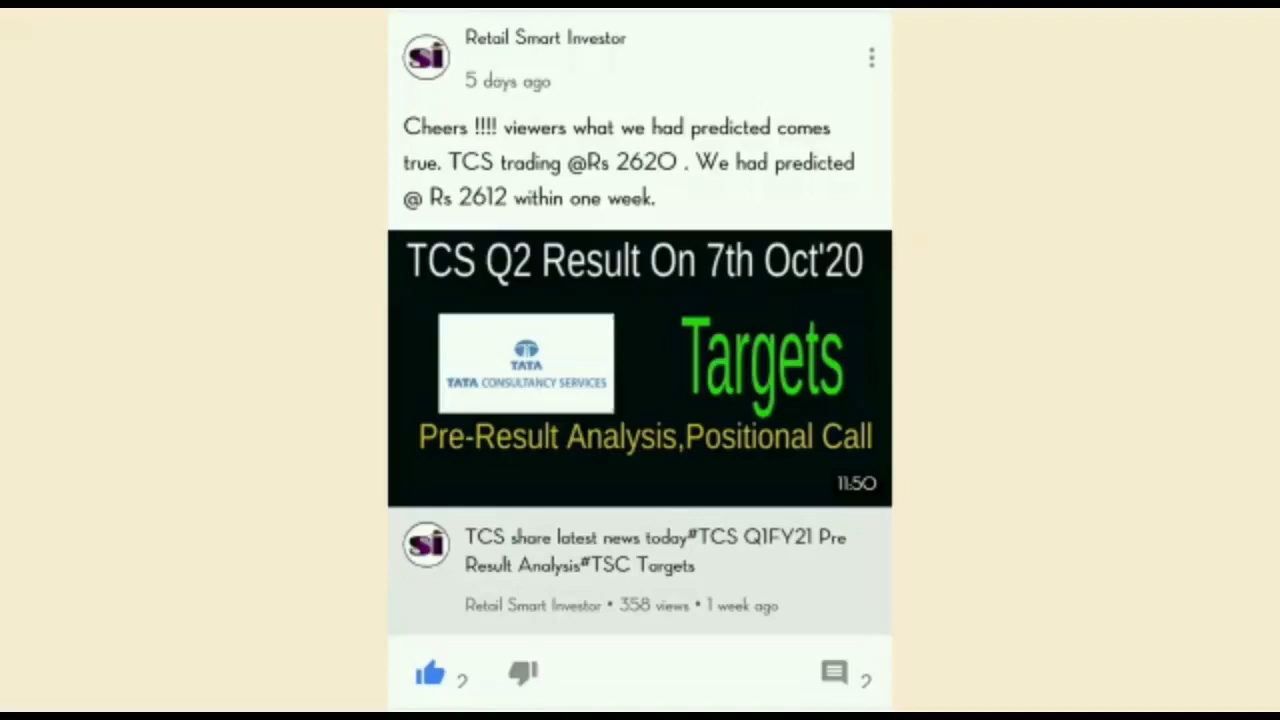 si
Retail Smart Investor
5 days ago
Cheers !!!! viewers what we had predicted comes
true. TCS trading @Rs 2620 . We had predicted
@ Rs 2612 within one week.
TCS Q2 Result On 7th Oct'20
TATA
TATA CONSULTANCY SERVICES
Targets
Pre-Result Analysis,Positional Call
11:50
si
TCS share latest news today#TCS Q1FY21 Pre
Result Analysis#TSC Targets
Retail Smart Investor • 358 views • 1 week ago
2
2